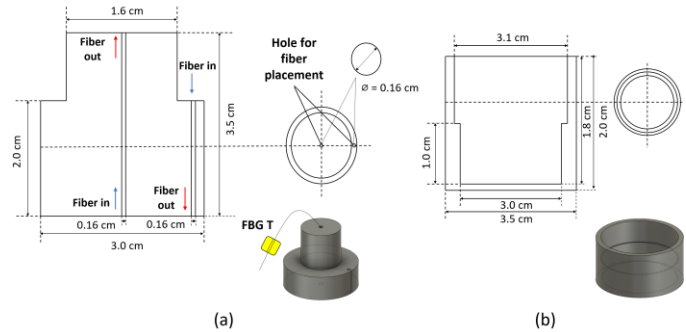 1.6 cm
Fiber
out
Fiber in
2.0 cm
3.5 cm
Fiber in
Fiber
out
0.16 cm
0.16 cm
3.0 cm
Hole for
fiber
placement
⌀ = 0.16 cm
FBG T
(a)
(b)
3.1 cm
1.0 cm
1.8 cm
2.0 cm
3.0 cm
3.5 cm